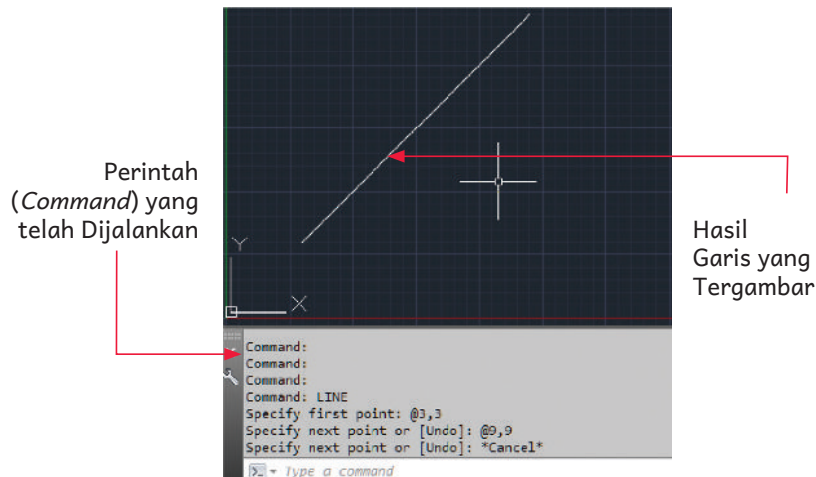 Perintah
(Command) yang
telah Dijalankan
Hasil
Garis yang
Tergambar
Y
X
Command:
Command:
Command:
Command: LINE
Specify first point: @3,3
Specify next point or [Undo]: @9,9
Specify next point or [Undo]: *Cancel*
Type a command